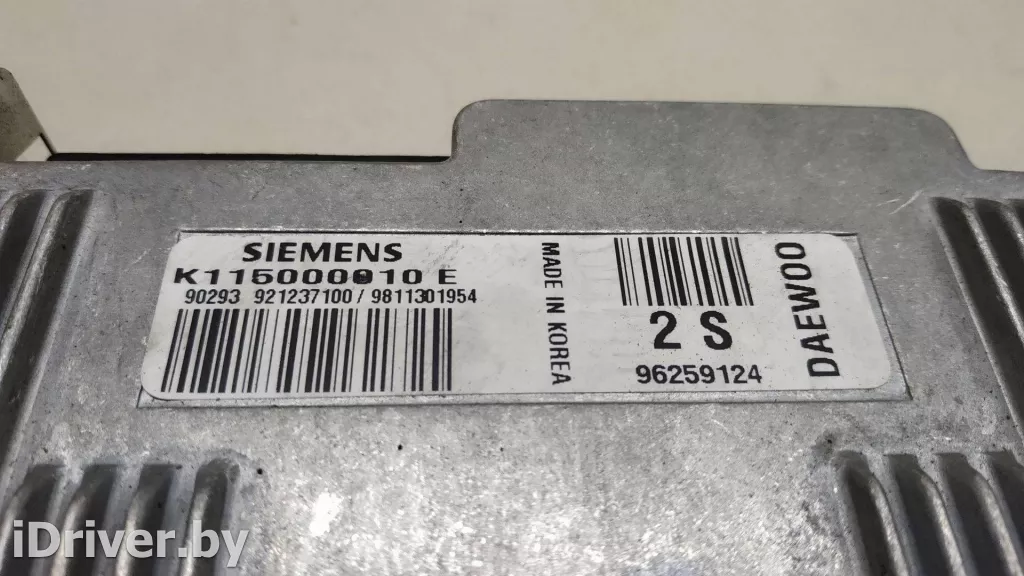 SIEMENS
K115000010 E
90293 921237100 / 9811301954
MADE IN KOREA
2 S
96259124
DAEWOO
iDriver.by